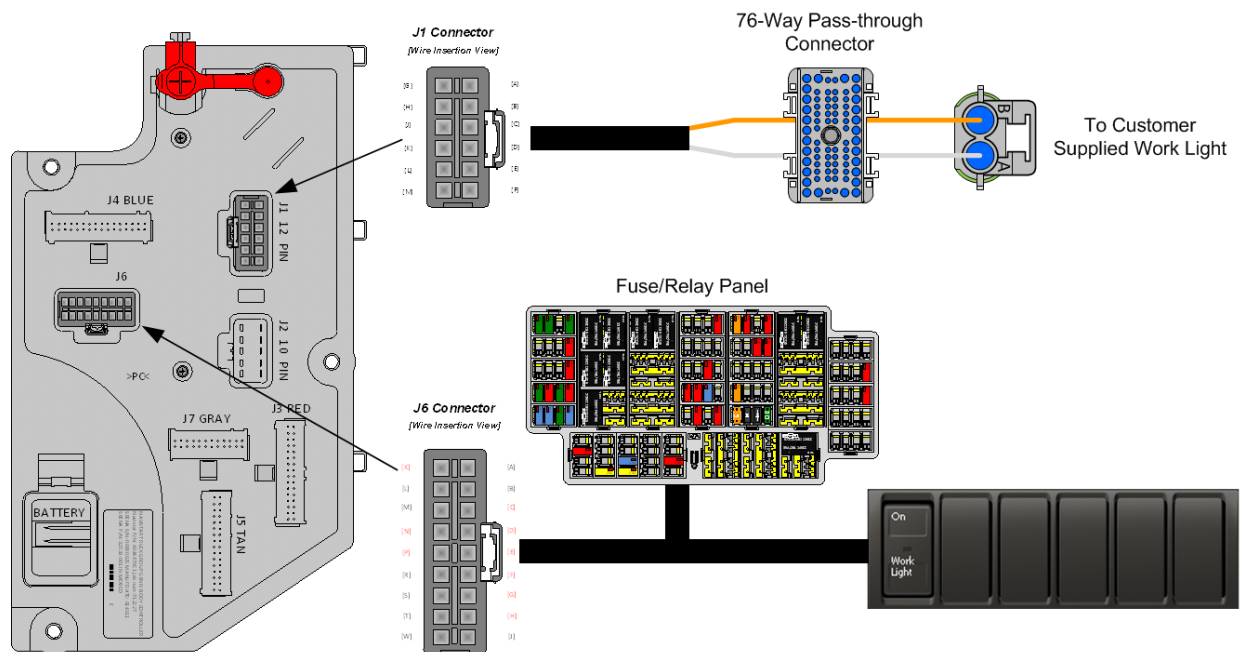 J1 Connector
[Wire Insertion View]
[G] [A]
[H] [B]
[J] [C]
[K] [D]
[L] [E]
[M] [F]
76-Way Pass-through
Connector
B
A
To Customer
Supplied Work Light
J4 BLUE
J1 12 PIN
J6
J2 10 PIN
>PC<
J7 GRAY
J3 RED
J5 TAN
BATTERY
Fuse/Relay Panel
J6 Connector
[Wire Insertion View]
[K] [A]
[L] [B]
[M] [C]
[N] [D]
[P] [E]
[R] [F]
[S] [G]
[T] [H]
[W] [J]
On
Work
Light